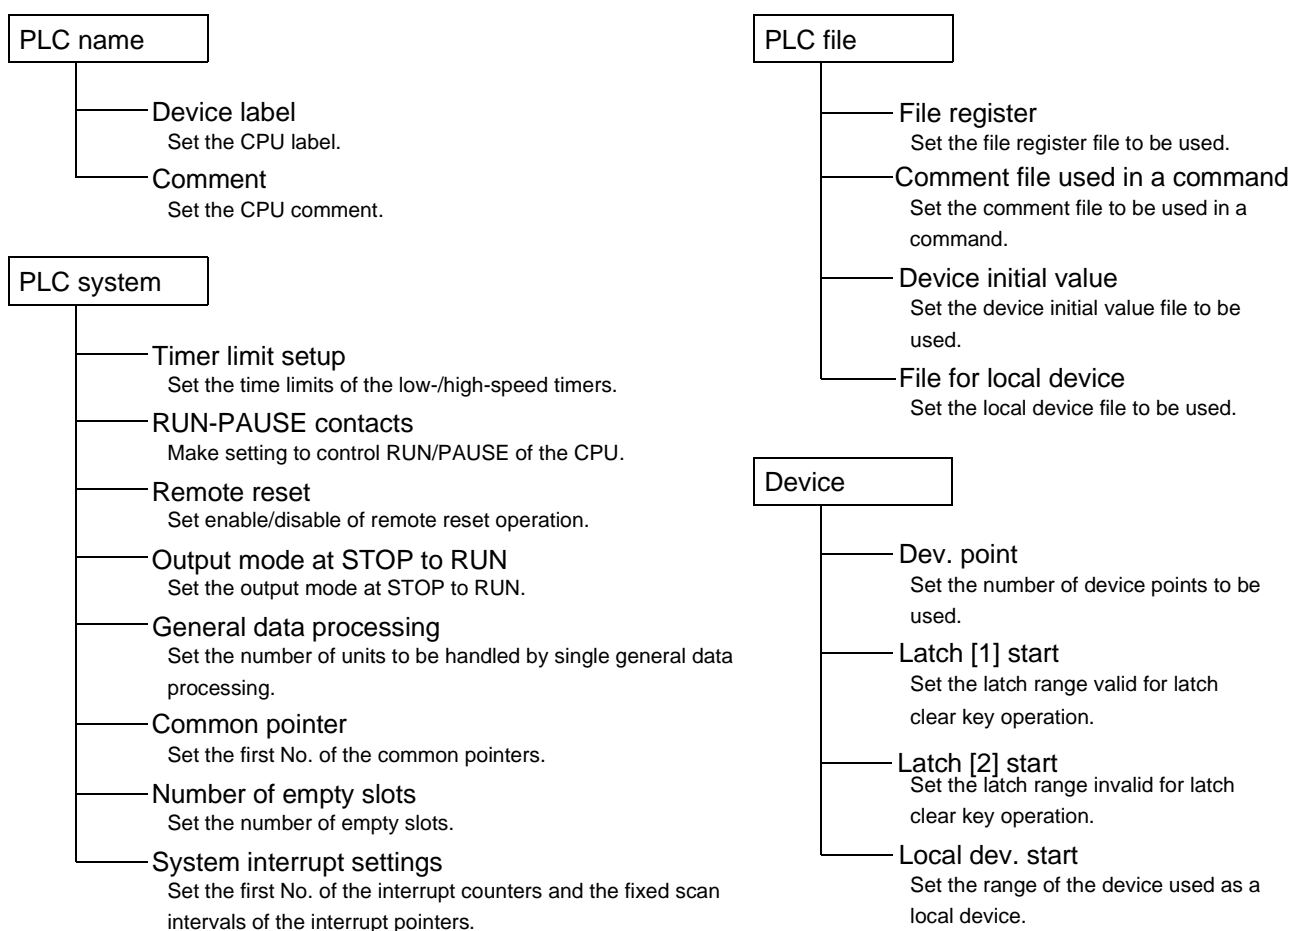 PLC name
Device label
Set the CPU label.
Comment
Set the CPU comment.
PLC system
Timer limit setup
Set the time limits of the low-/high-speed timers.
RUN-PAUSE contacts
Make setting to control RUN/PAUSE of the CPU.
Remote reset
Set enable/disable of remote reset operation.
Output mode at STOP to RUN
Set the output mode at STOP to RUN.
General data processing
Set the number of units to be handled by single general data
processing.
Common pointer
Set the first No. of the common pointers.
Number of empty slots
Set the number of empty slots.
System interrupt settings
Set the first No. of the interrupt counters and the fixed scan
intervals of the interrupt pointers.
PLC file
File register
Set the file register file to be used.
Comment file used in a command
Set the comment file to be used in a
command.
Device initial value
Set the device initial value file to be
used.
File for local device
Set the local device file to be used.
Device
Dev. point
Set the number of device points to be
used.
Latch [1] start
Set the latch range valid for latch
clear key operation.
Latch [2] start
Set the latch range invalid for latch
clear key operation.
Local dev. start
Set the range of the device used as a
local device.